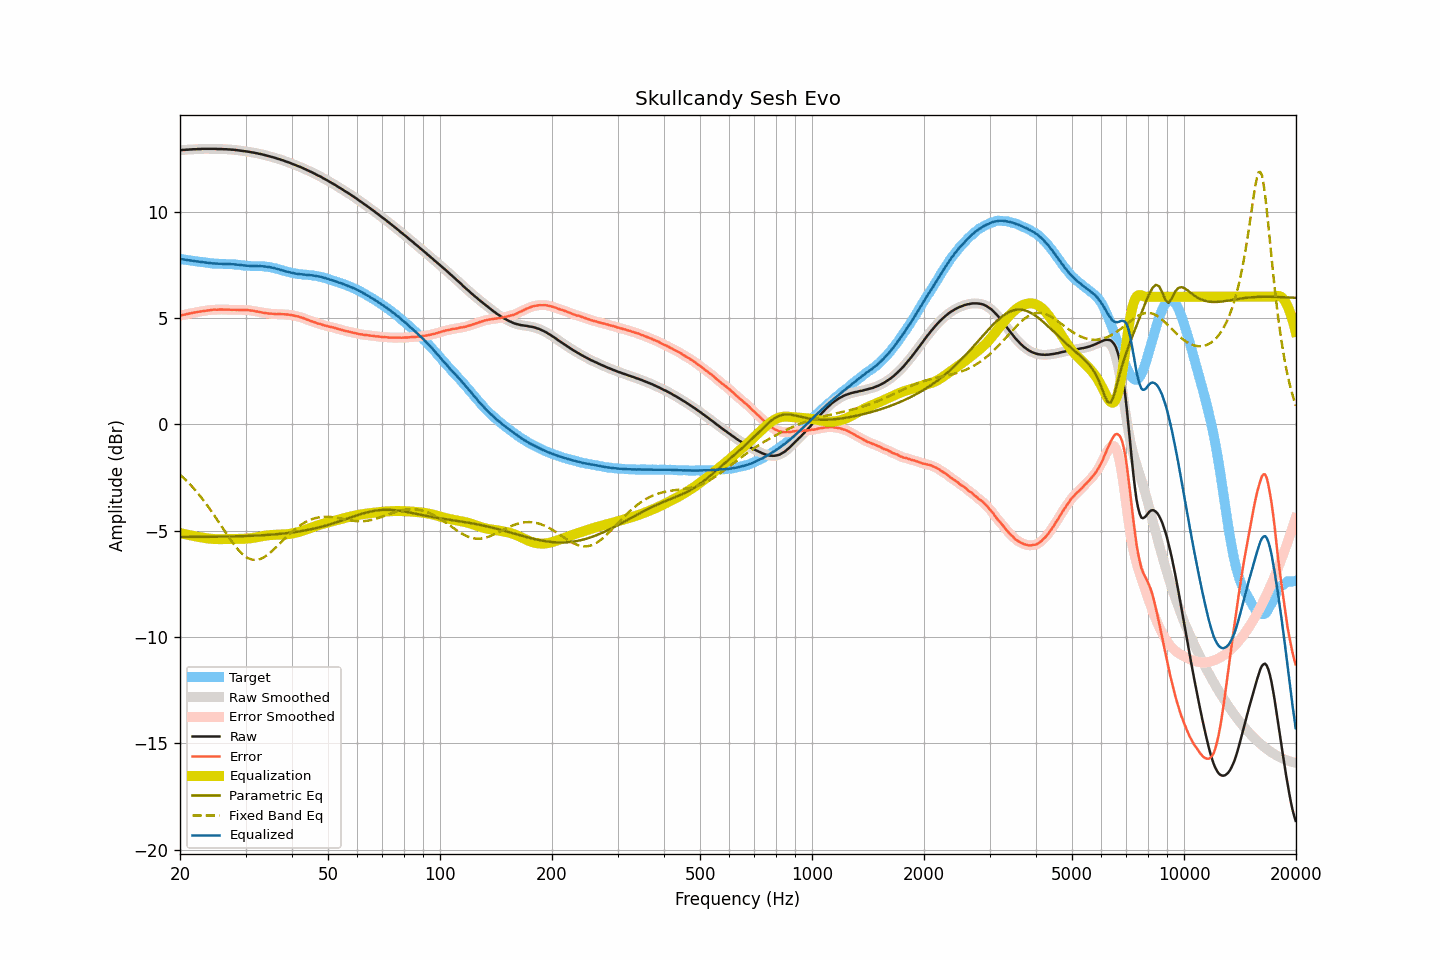 Skullcandy Sesh Evo
Amplitude (dBr)
10
5
0
−5
−10
−15
−20
Target
Raw Smoothed
Error Smoothed
Raw
Error
Equalization
Parametric Eq
Fixed Band Eq
Equalized
20 50 100 200 500 1000 2000 5000 10000 20000
Frequency (Hz)